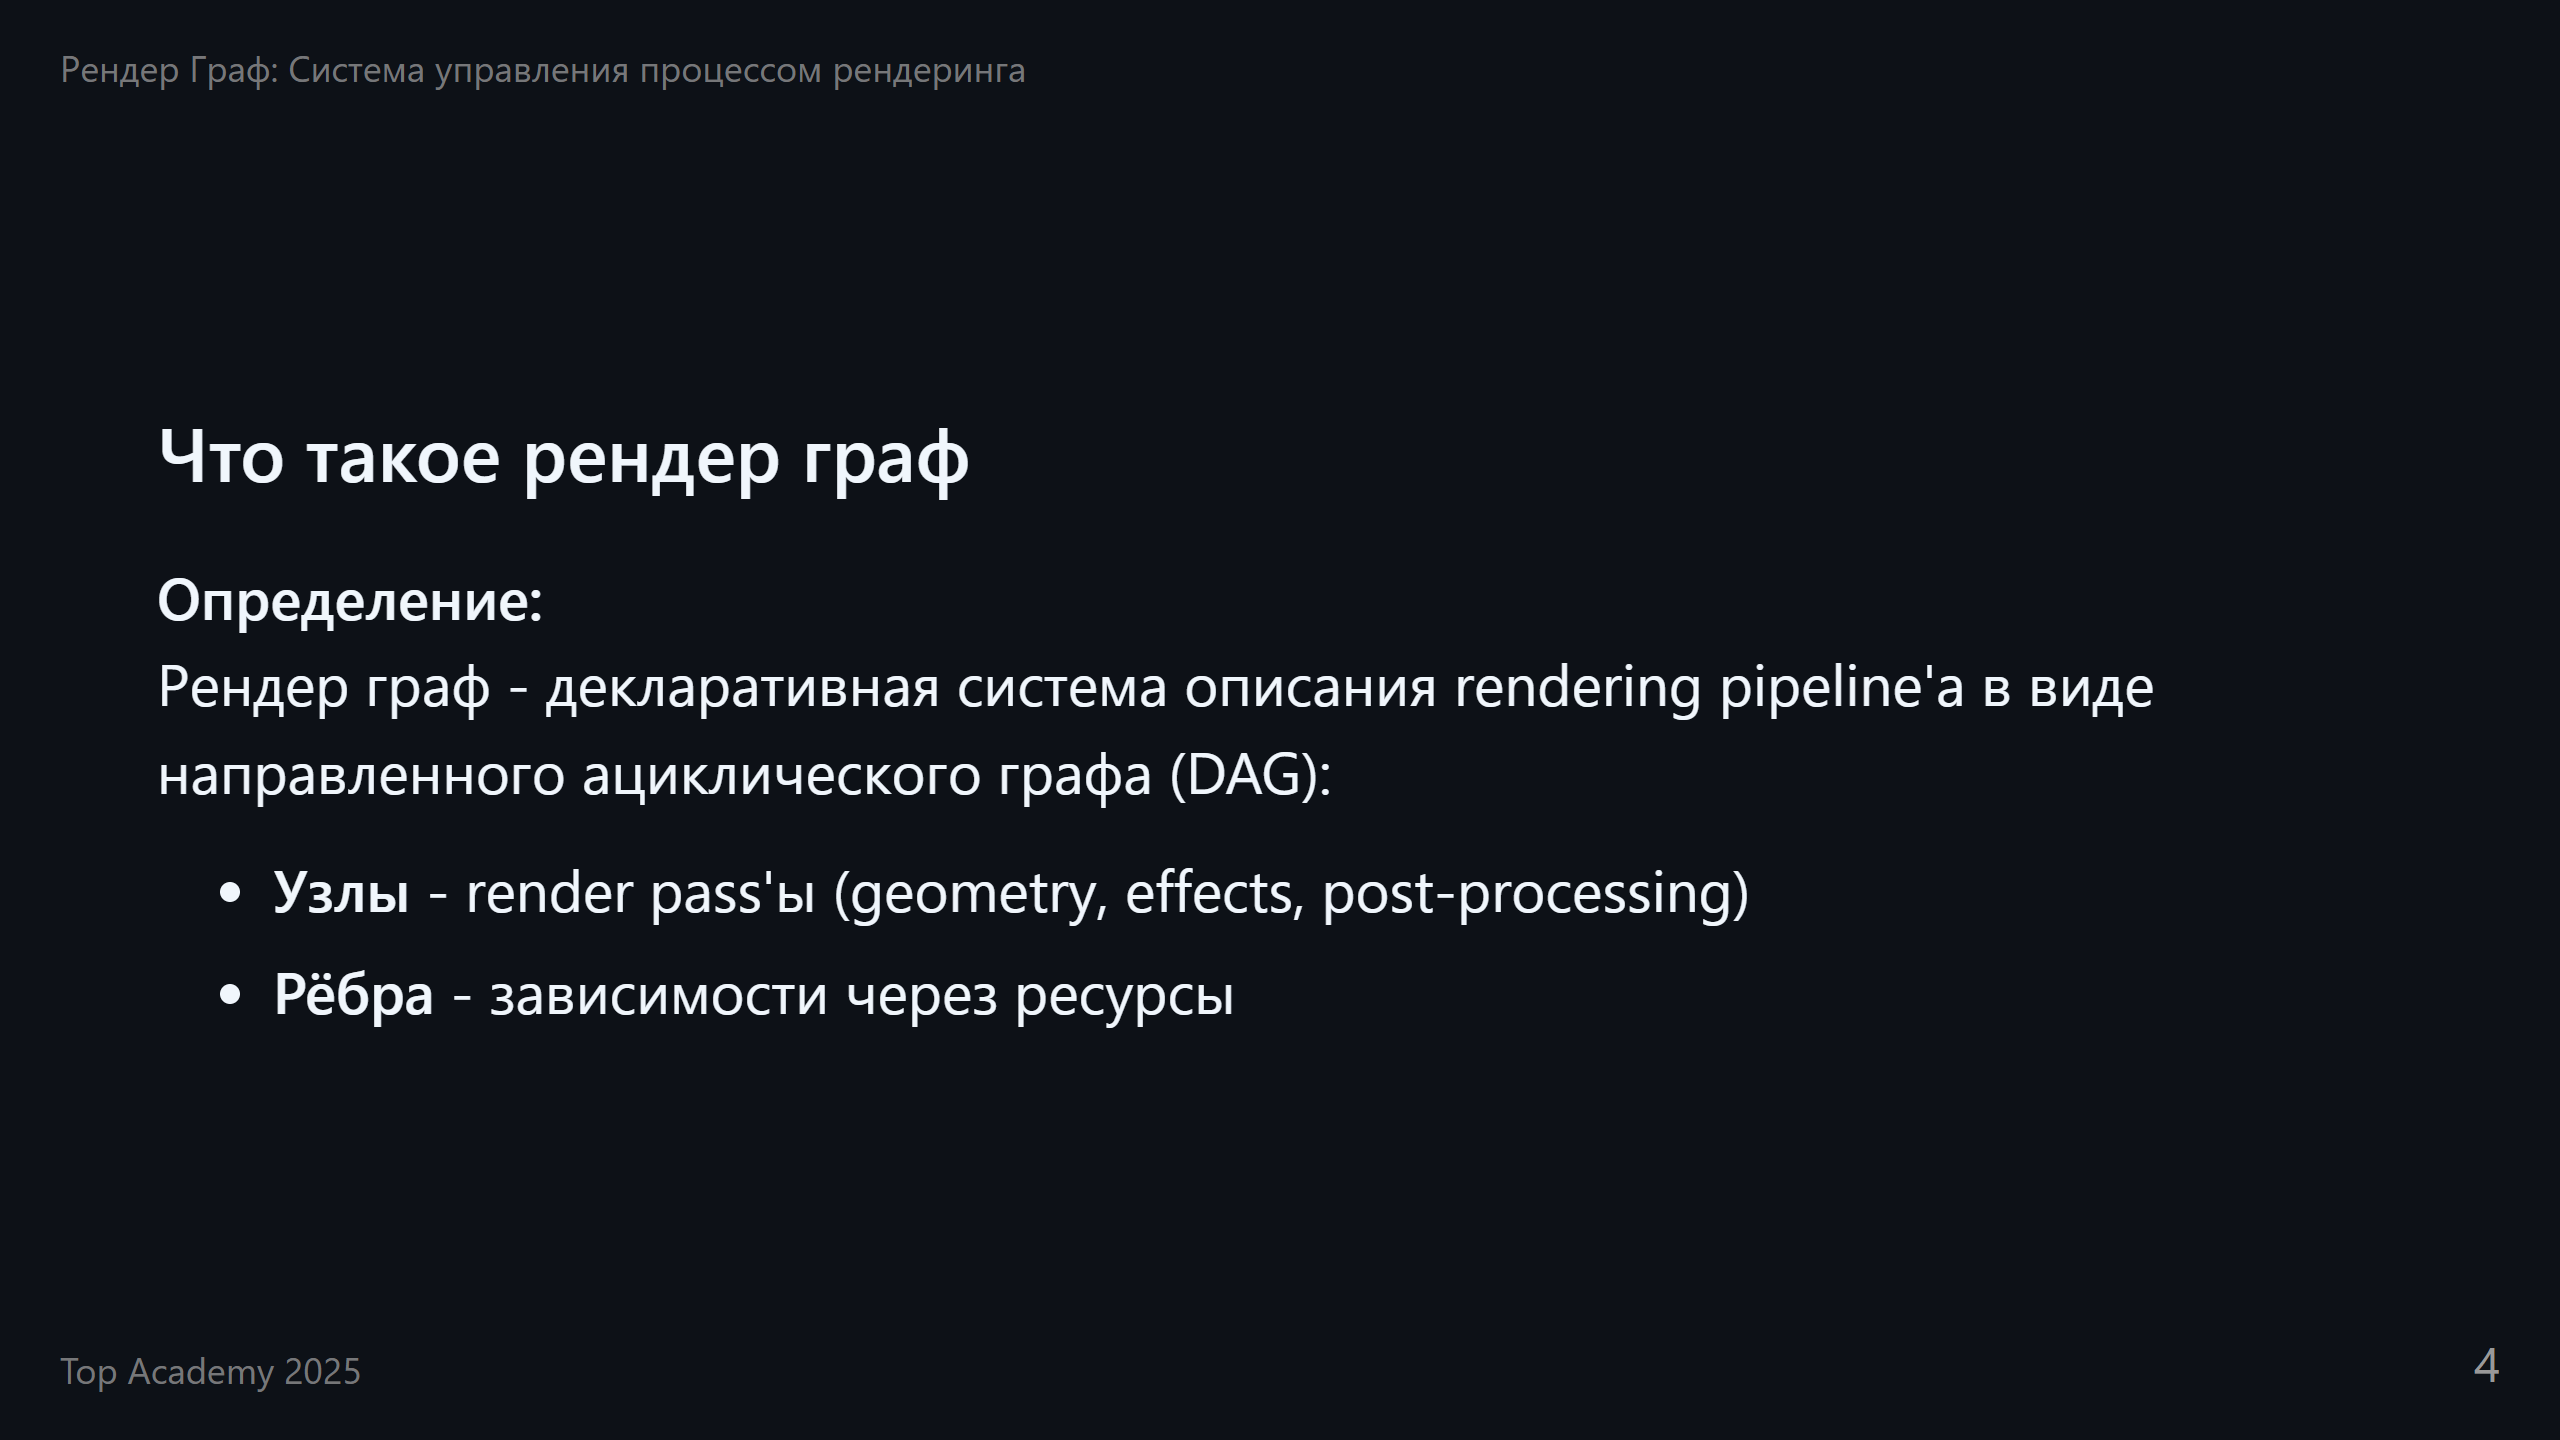 Рендер Граф: Система управления процессом рендеринга
Что такое рендер граф
Определение:
Рендер граф - декларативная система описания rendering pipeline'а в виде
направленного ациклического графа (DAG):
• Узлы - render pass'ы (geometry, effects, post-processing)
• Рёбра - зависимости через ресурсы
Top Academy 2025
4